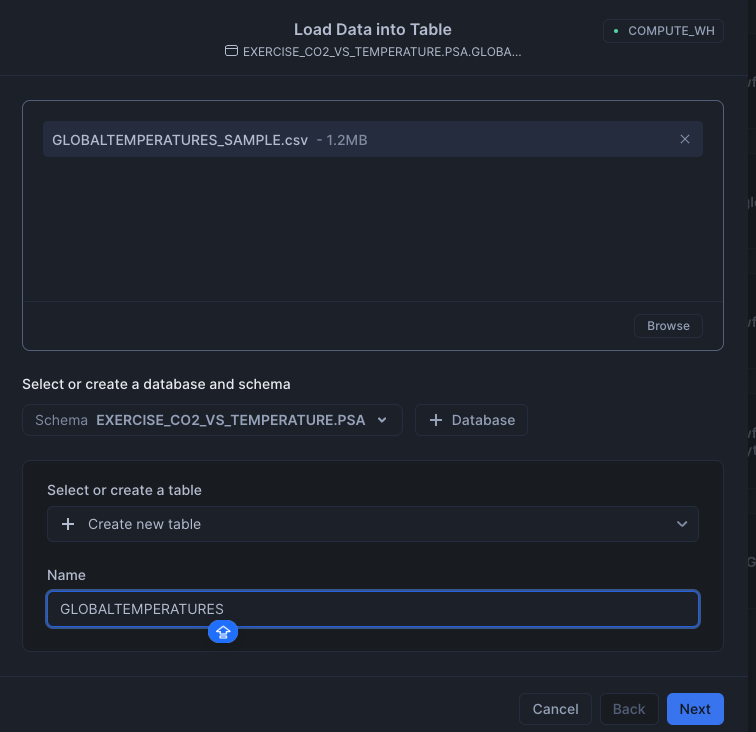 Load Data into Table
COMPUTE_WH
EXERCISE_CO2_VS_TEMPERATURE.PSA.GLOBA...
GLOBALTEMPERATURES_SAMPLE.csv - 1.2MB
Browse
Select or create a database and schema
Schema EXERCISE_CO2_VS_TEMPERATURE.PSA
+ Database
Select or create a table
+ Create new table
Name
GLOBALTEMPERATURES
Cancel Back Next